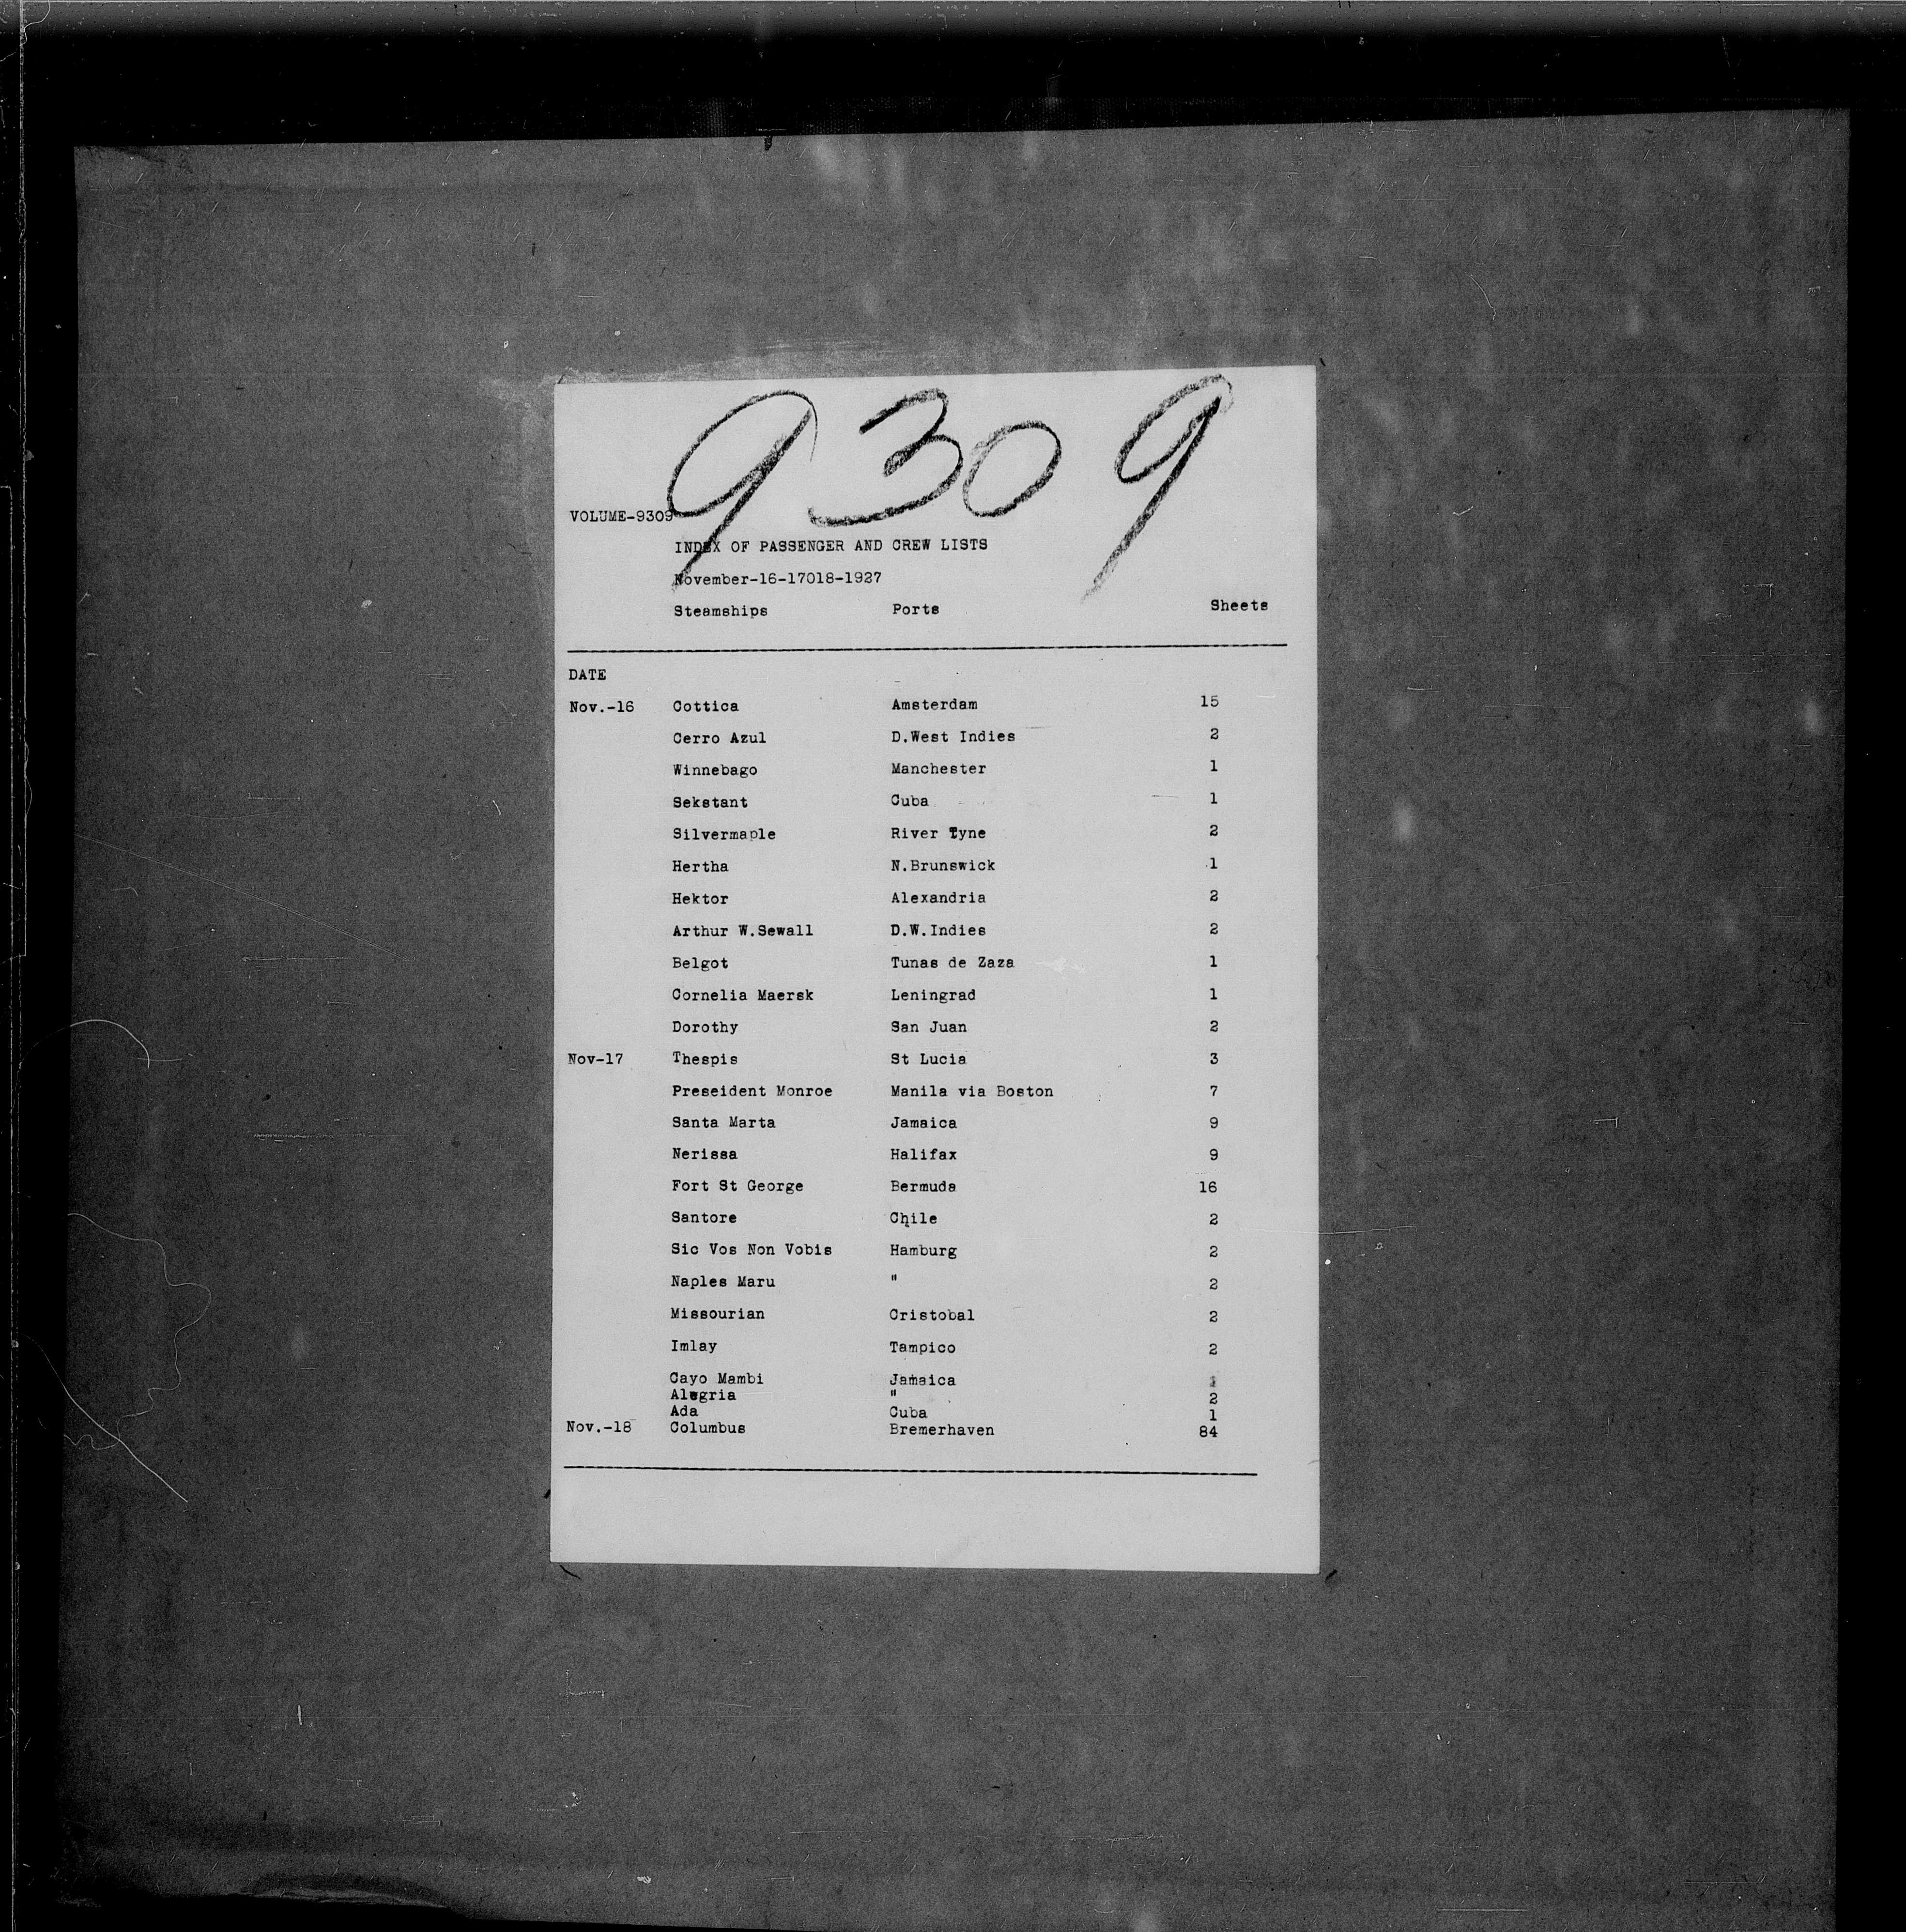 9309
VOLUME-9309
INDEX OF PASSENGER AND CREW LISTS
November-16-17018-1927
Steamships Ports Sheets
DATE
Nov.-16 Cottica Amsterdam 15
Cerro Azul D.West Indies 2
Winnebago Manchester 1
Sekstant Cuba 1
Silvermaple River Tyne 2
Hertha N.Brunswick 1
Hektor Alexandria 2
Arthur W.Sewall D.W.Indies 2
Belgot Tunas de Zaza 1
Cornelia Maersk Leningrad 1
Dorothy San Juan 2
Nov-17 Thespis St Lucia 3
Preseident Monroe Manila via Boston 7
Santa Marta Jamaica 9
Nerissa Halifax 9
Fort St George Bermuda 16
Santore Chile 2
Sic Vos Non Vobis Hamburg 2
Naples Maru " 2
Missourian Cristobal 2
Imlay Tampico 2
Cayo Mambi Jamaica
Alegria " 2
Ada Cuba 1
Nov.-18 Columbus Bremerhaven 84